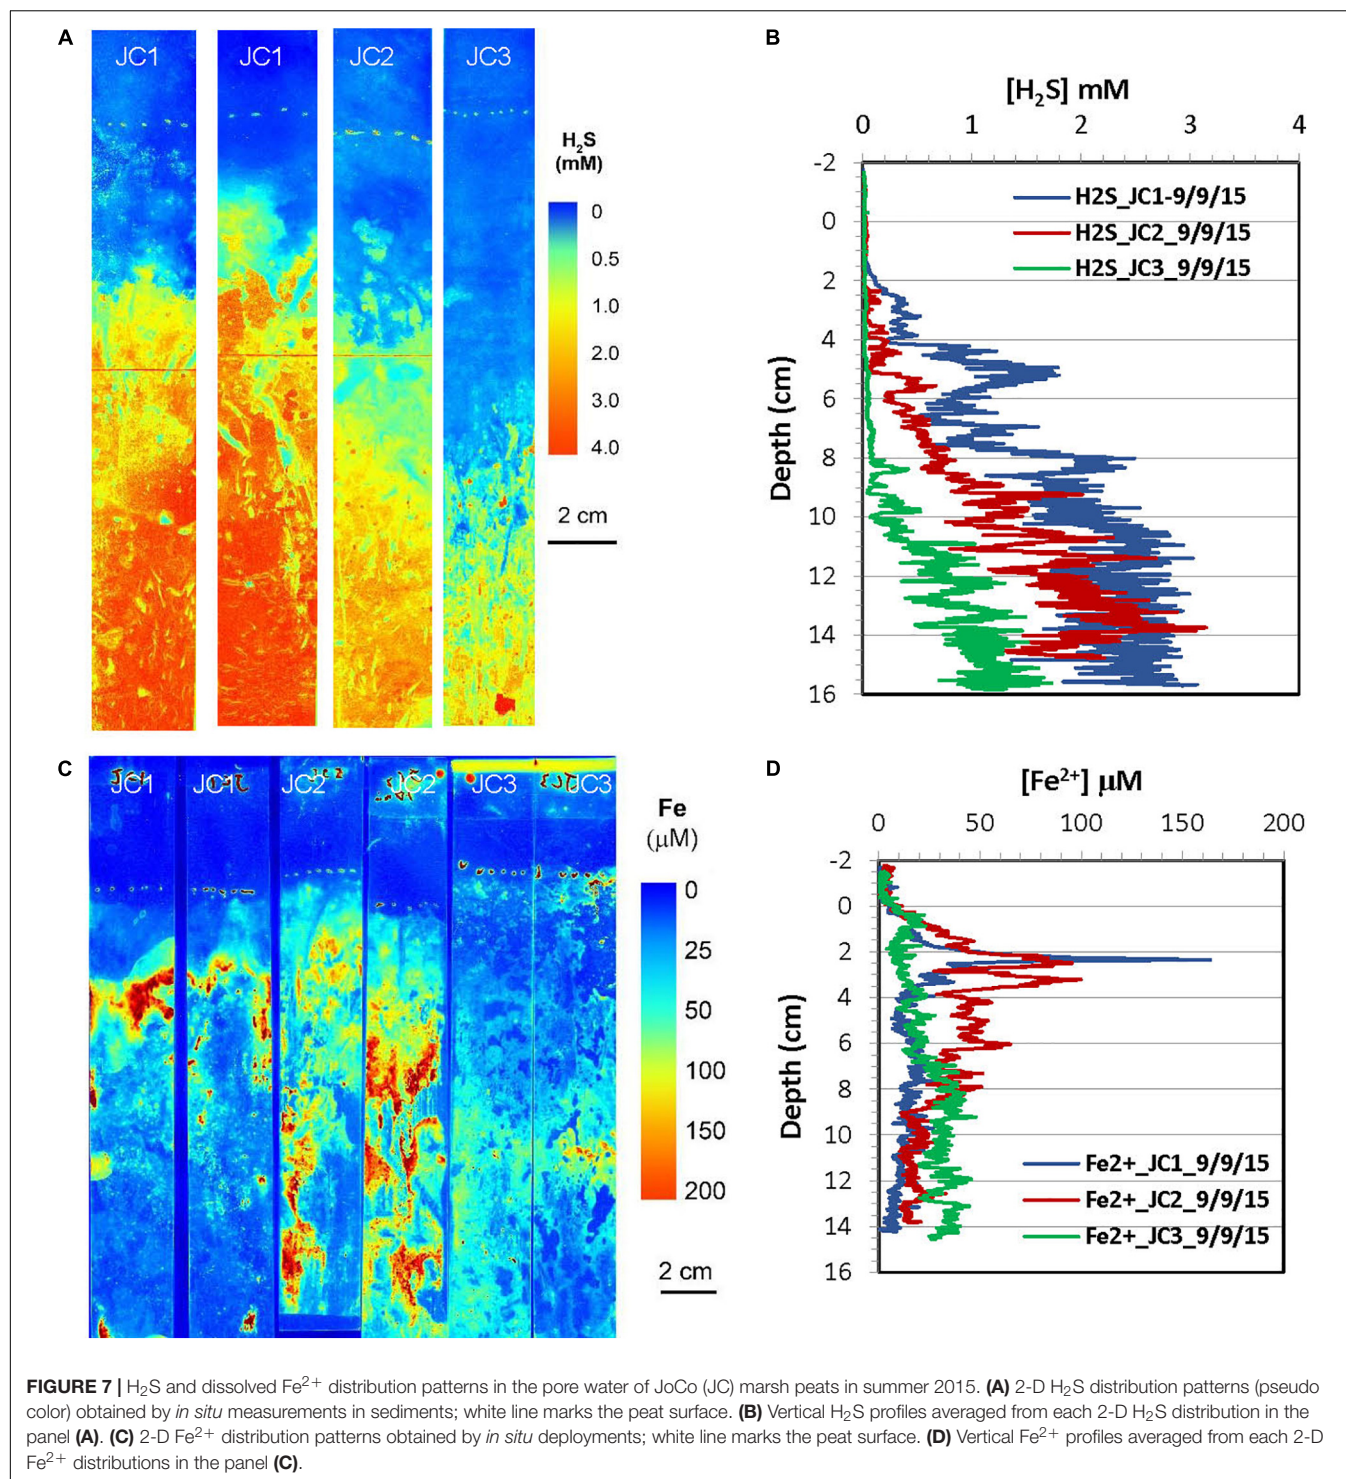 A
JC1
JC1
JC2
JC3
H2S
(mM)
0
0.5
1.0
2.0
3.0
4.0
2 cm
B
[H2S] mM
0 1 2 3 4
-2
0
2
4
6
8
10
12
14
16
Depth (cm)
H2S_JC1-9/9/15
H2S_JC2_9/9/15
H2S_JC3_9/9/15
C
JC1
JC1
JC2
JC2
JC3
JC3
Fe
(μM)
0
25
50
100
150
200
2 cm
D
[Fe2+] μM
0 50 100 150 200
-2
0
2
4
6
8
10
12
14
16
Depth (cm)
Fe2+_JC1_9/9/15
Fe2+_JC2_9/9/15
Fe2+_JC3_9/9/15
FIGURE 7 | H2S and dissolved Fe2+ distribution patterns in the pore water of JoCo (JC) marsh peats in summer 2015. (A) 2-D H2S distribution patterns (pseudo
color) obtained by in situ measurements in sediments; white line marks the peat surface. (B) Vertical H2S profiles averaged from each 2-D H2S distribution in the
panel (A). (C) 2-D Fe2+ distribution patterns obtained by in situ deployments; white line marks the peat surface. (D) Vertical Fe2+ profiles averaged from each 2-D
Fe2+ distributions in the panel (C).